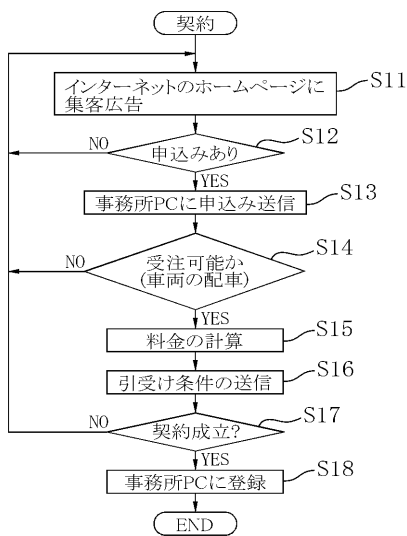 契約
インターネットのホームページに
集客広告
S11
申込みあり
S12
NO
YES
事務所PCに申込み送信
S13
受注可能か
(車両の配車)
S14
NO
YES
料金の計算
S15
引受け条件の送信
S16
契約成立?
S17
NO
YES
事務所PCに登録
S18
END